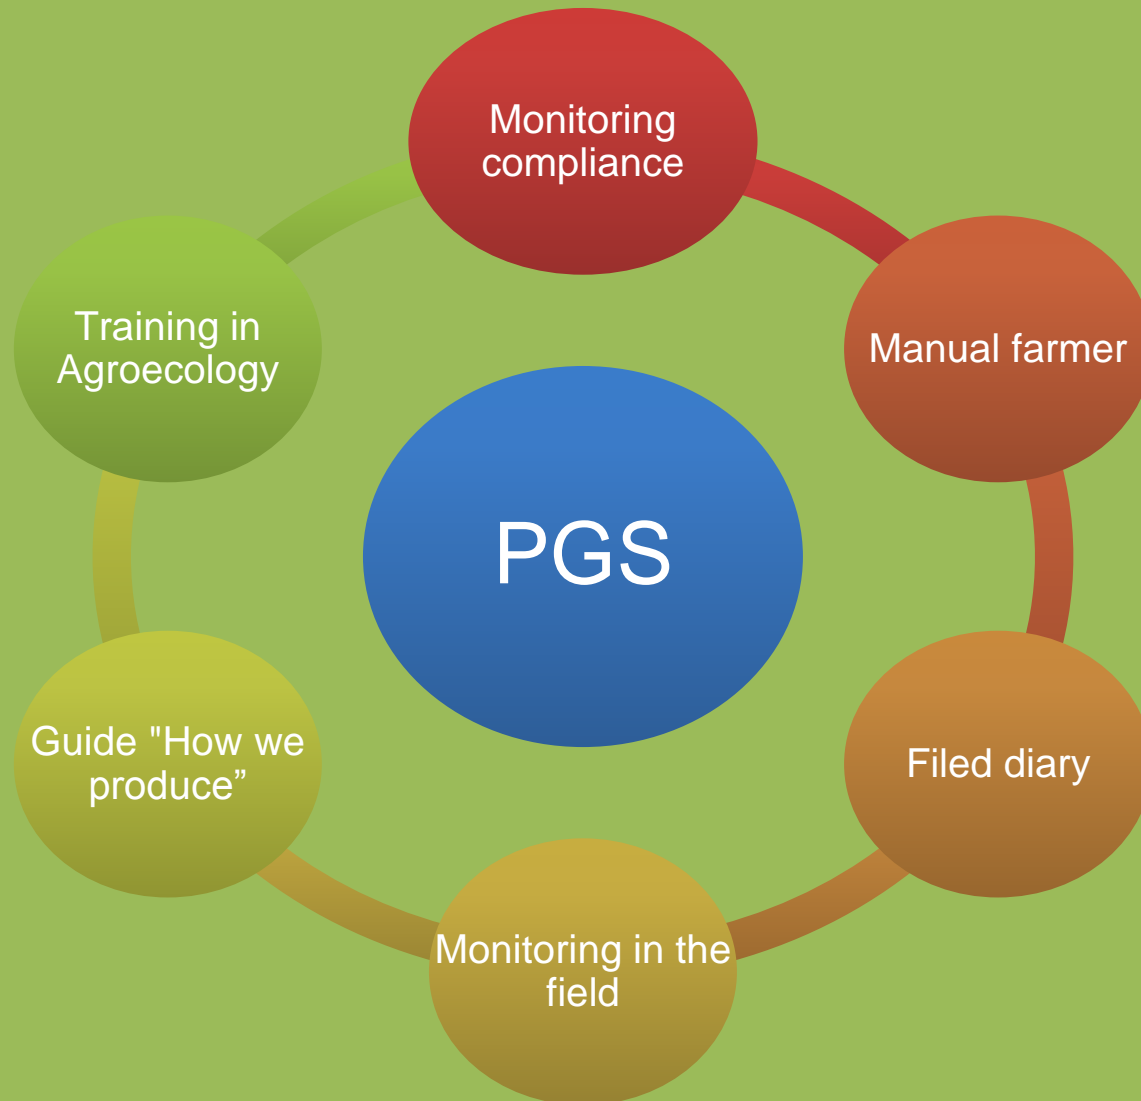 Monitoring
compliance
Training in
Agroecology
Manual farmer
PGS
Guide "How we
produce”
Filed diary
Monitoring in the
field